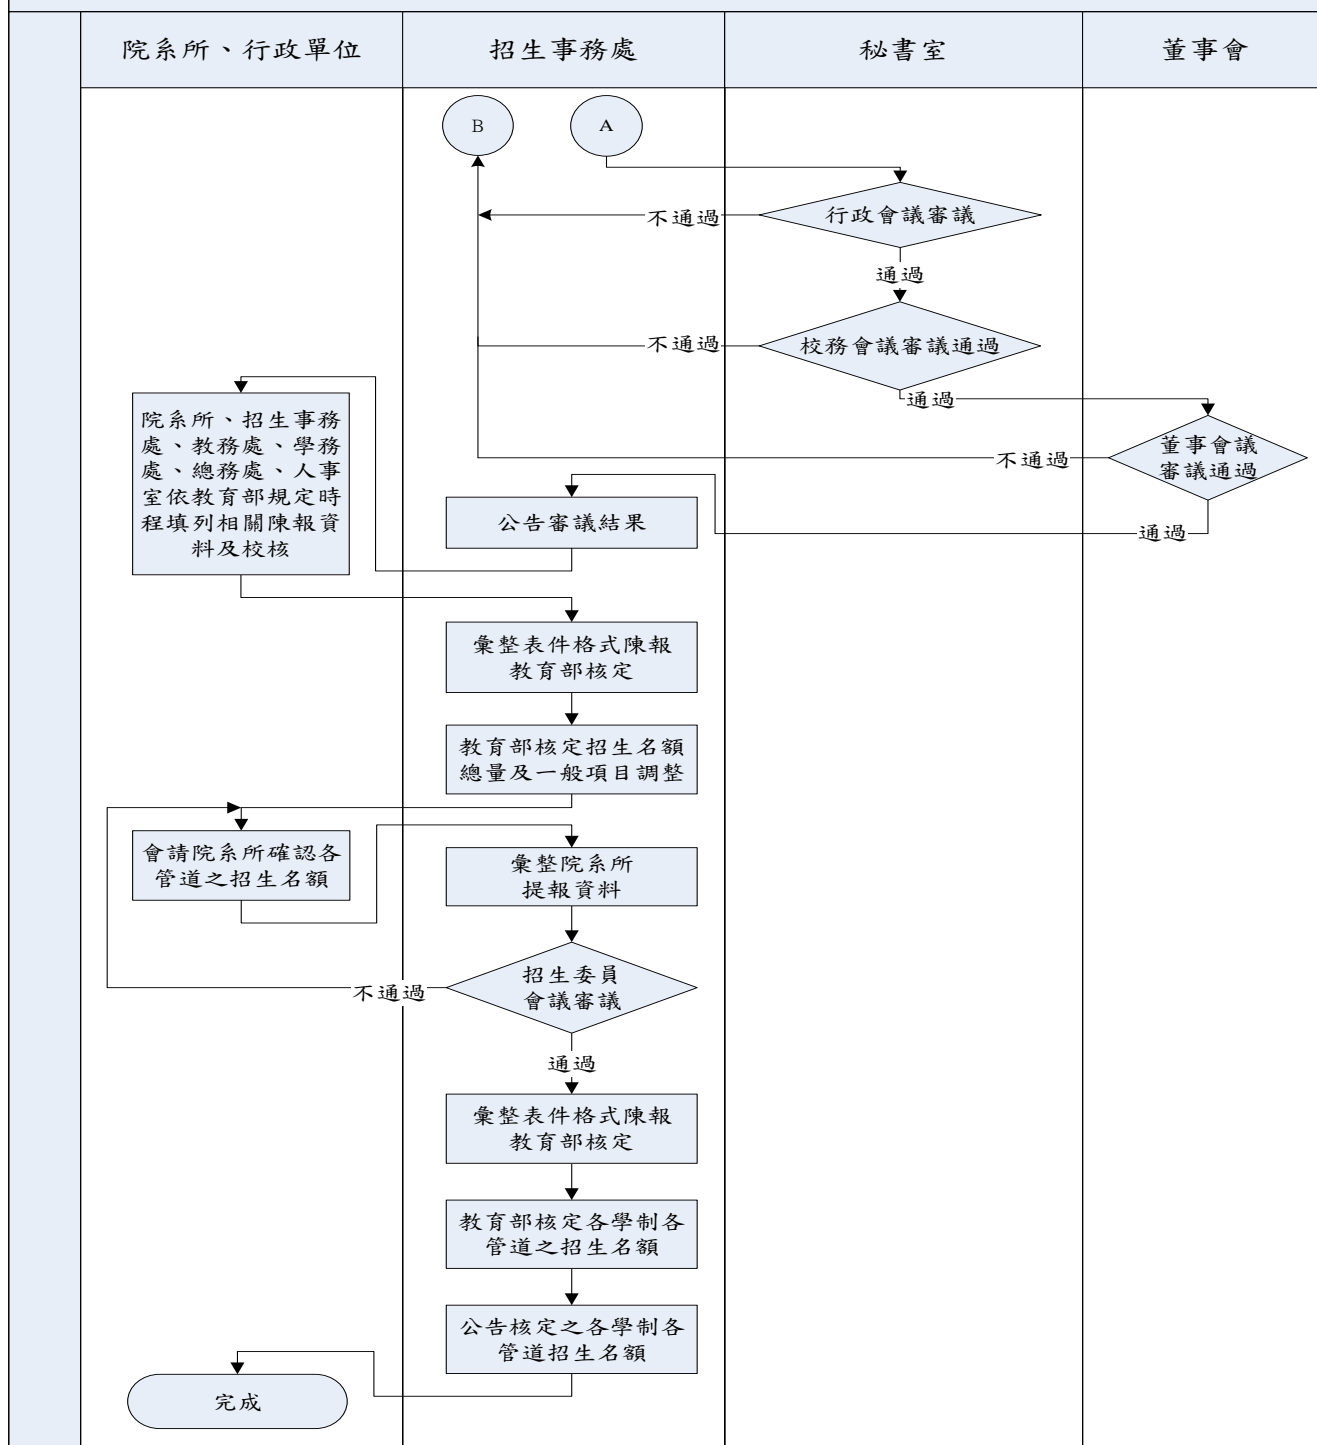 院系所、行政單位
招生事務處
秘書室
董事會
B
A
行政會議審議
不通過
通過
校務會議審議通過
不通過
通過
董事會議
審議通過
不通過
通過
公告審議結果
院系所、招生事務
處、教務處、學務
處、總務處、人事
室依教育部規定時
程填列相關陳報資
料及校核
彙整表件格式陳報
教育部核定
教育部核定招生名額
總量及一般項目調整
會請院系所確認各
管道之招生名額
彙整院系所
提報資料
招生委員
會議審議
不通過
通過
彙整表件格式陳報
教育部核定
教育部核定各學制各
管道之招生名額
公告核定之各學制各
管道招生名額
完成